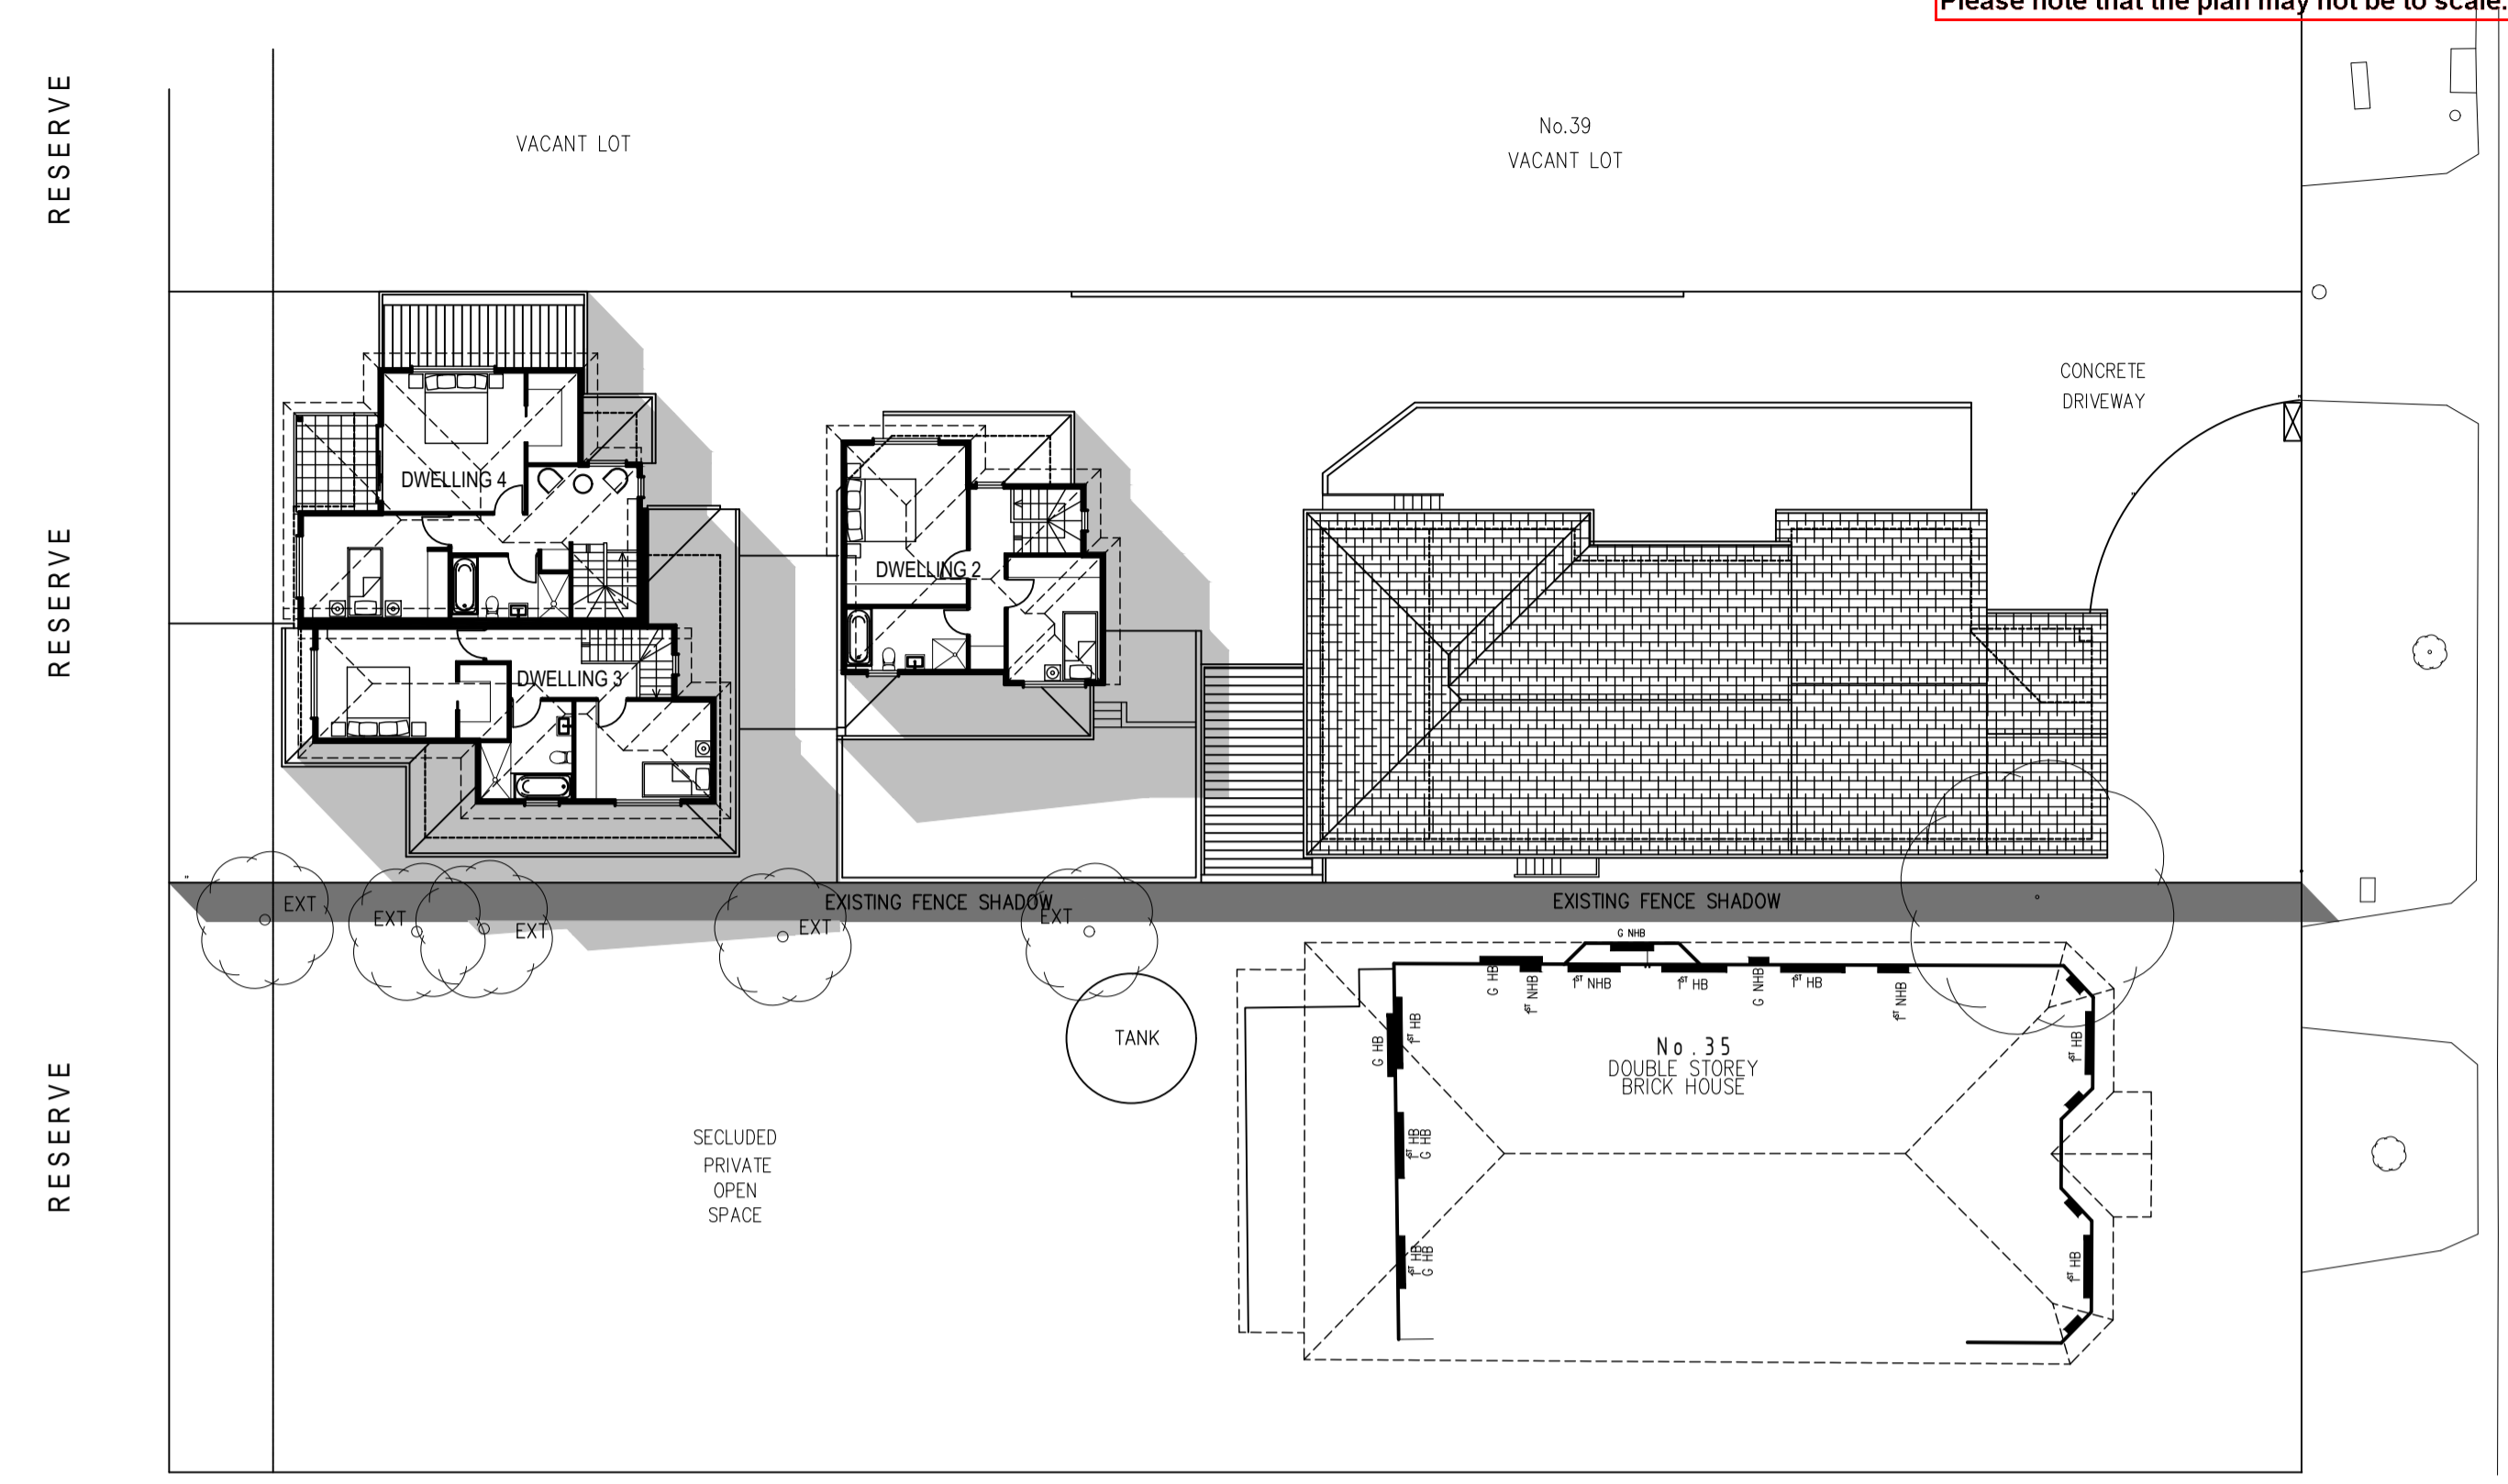 Please note that the plan may not be to scale.
RESERVE
VACANT LOT
No.39
VACANT LOT
CONCRETE
DRIVEWAY
DWELLING 4
RESERVE
DWELLING 2
DWELLING 3
EXT
EXT
EXT
EXT
EXT
EXISTING FENCE SHADOW
EXISTING FENCE SHADOW
G NHB
G HB
1ST NHB
1ST NHB
1ST HB
G NHB
1ST HB
1ST NHB
G HB
1ST HB
1ST HB
TANK
No.35
DOUBLE STOREY
BRICK HOUSE
RESERVE
SECLUDED
PRIVATE
OPEN
SPACE
1ST HB
G HB
1ST HB
G HB
1ST HB